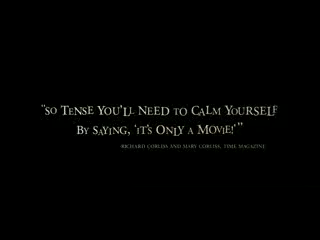 "SO TENSE YOU'LL NEED TO CALM YOURSELF
BY SAYING, 'IT'S ONLY A MOVIE!'"
RICHARD CORLISS AND MARY CORLISS, TIME MAGAZINE